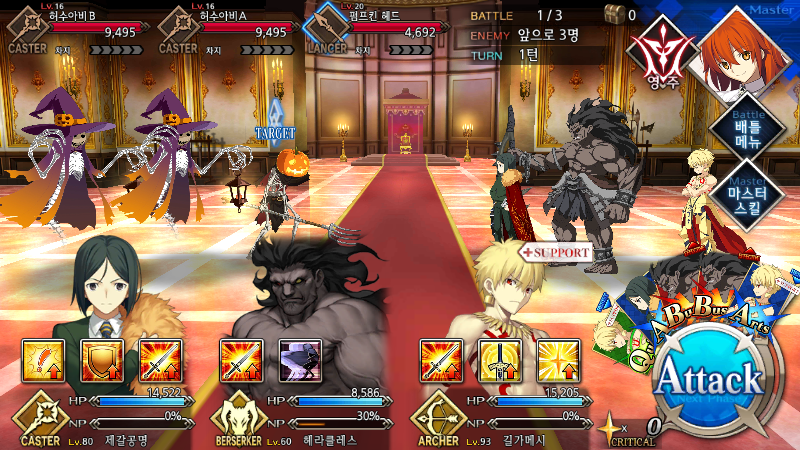 Lv.16
허수아비 B
9,495
CASTER
차지
Lv.16
허수아비A
9,495
CASTER
차지
Lv.20
펌프킨 헤드
4,692
LANCER
차지
BATTLE 1 / 3
ENEMY 앞으로 3명
TURN 1턴
0
Master
영주
Battle
배틀
메뉴
Master
마스터
스킬
TARGET
+SUPPORT
HP 14,522
NP 0%
CASTER Lv.80 제갈공명
HP 8,586
NP 30%
BERSERKER Lv.60 헤라클레스
HP 15,205
NP 0%
ARCHER Lv.93 길가메시
Arts
Attack
Next Phase
x 0
CRITICAL